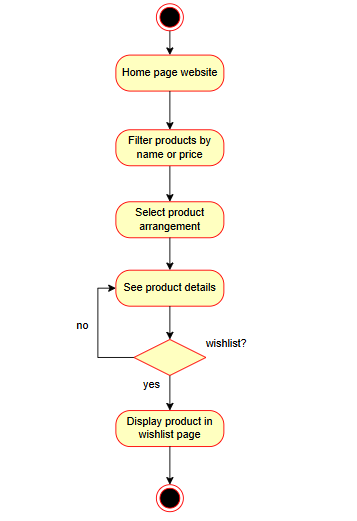 Home page website
Filter products by
name or price
Select product
arrangement
See product details
no
wishlist?
yes
Display product in
wishlist page